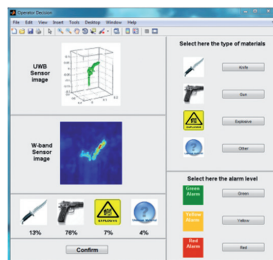 Operator Decision
File Edit View Insert Tools Desktop Window Help
UWB
Sensor
image
W-band
Sensor
image
13% 76% 7% 4%
Confirm
Select here the type of materials
Knife
Gun
Explosive
Other
Select here the alarm level
Green
Alarm
Green
Yellow
Alarm
Yellow
Red
Alarm
Red